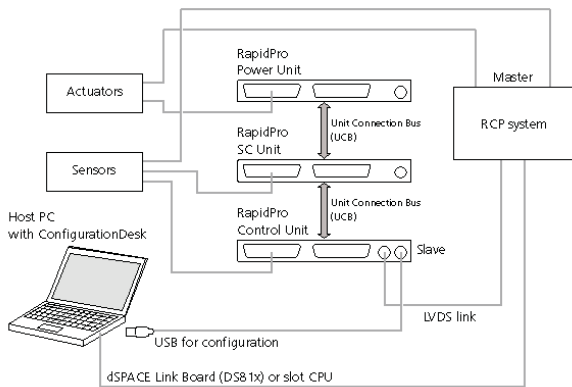 RapidPro
Power Unit
Master
Actuators
Unit Connection Bus
(UCB)
RCP system
RapidPro
SC Unit
Sensors
Unit Connection Bus
(UCB)
Host PC
with ConfigurationDesk
RapidPro
Control Unit
Slave
LVDS link
USB for configuration
dSPACE Link Board (DS81x) or slot CPU